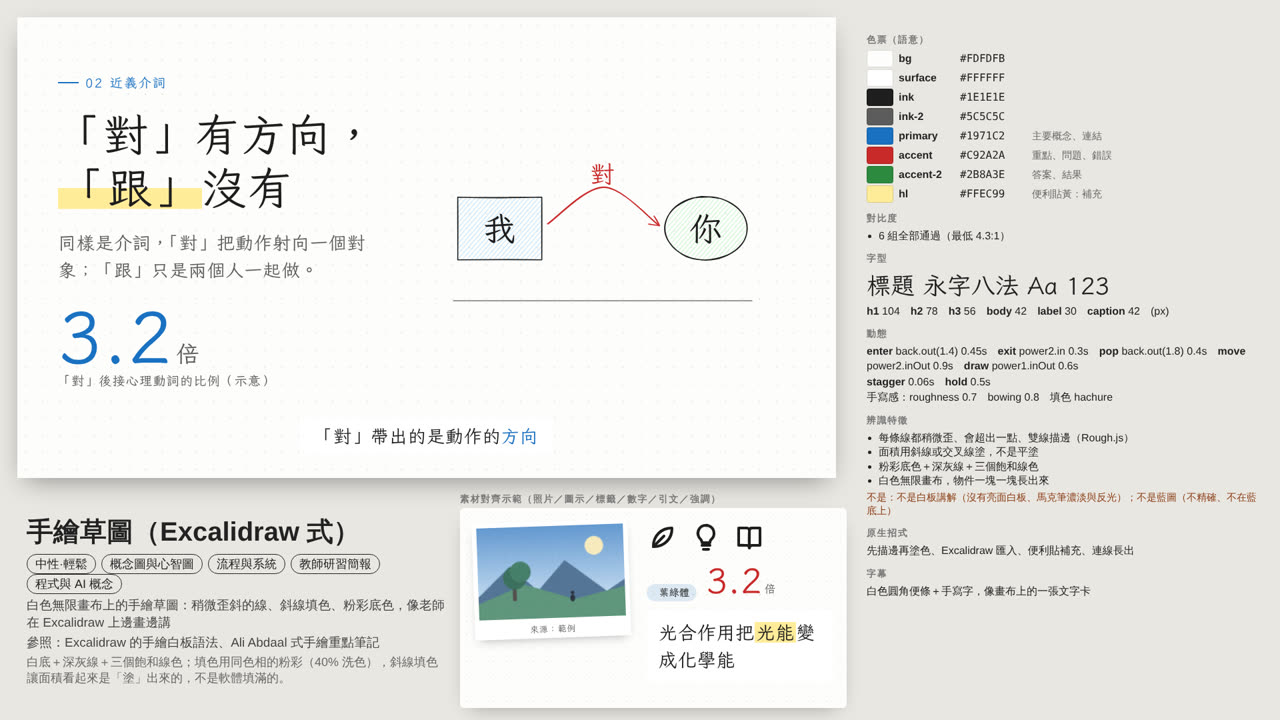 02 近義介詞
「對」有方向，
「跟」沒有
同樣是介詞，「對」把動作射向一個對
象；「跟」只是兩個人一起做。
3.2 倍
「對」後接心理動詞的比例（示意）
對
我
你
「對」帶出的是動作的方向
手繪草圖（Excalidraw 式）
中性·輕鬆
概念圖與心智圖
流程與系統
教師研習簡報
程式與 AI 概念
白色無限畫布上的手繪草圖：稍微歪斜的線、斜線填色、粉彩底色，像老師
在 Excalidraw 上邊畫邊講
參照：Excalidraw 的手繪白板語法、Ali Abdaal 式手繪重點筆記
白底＋深灰線＋三個飽和線色；填色用同色相的粉彩（40% 洗色），斜線填色
讓面積看起來是「塗」出來的，不是軟體填滿的。
素材對齊示範（照片／圖示／標籤／數字／引文／強調）
來源：範例
葉綠體
3.2 倍
光合作用把光能變
成化學能
色票（語意）
bg #FDFDFB
surface #FFFFFF
ink #1E1E1E
ink-2 #5C5C5C
primary #1971C2 主要概念、連結
accent #C92A2A 重點、問題、錯誤
accent-2 #2B8A3E 答案、結果
hl #FFEC99 便利貼黃：補充
對比度
• 6 組全部通過（最低 4.3:1）
字型
標題 永字八法 Aa 123
h1 104 h2 78 h3 56 body 42 label 30 caption 42 (px)
動態
enter back.out(1.4) 0.45s exit power2.in 0.3s pop back.out(1.8) 0.4s move
power2.inOut 0.9s draw power1.inOut 0.6s
stagger 0.06s hold 0.5s
手寫感：roughness 0.7 bowing 0.8 填色 hachure
辨識特徵
• 每條線都稍微歪、會超出一點、雙線描邊（Rough.js）
• 面積用斜線或交叉線塗，不是平塗
• 粉彩底色＋深灰線＋三個飽和線色
• 白色無限畫布，物件一塊一塊長出來
不是：不是白板講解（沒有亮面白板、馬克筆濃淡與反光）；不是藍圖（不精確、不在藍
底上）
原生招式
先描邊再塗色、Excalidraw 匯入、便利貼補充、連線長出
字幕
白色圓角便條＋手寫字，像畫布上的一張文字卡